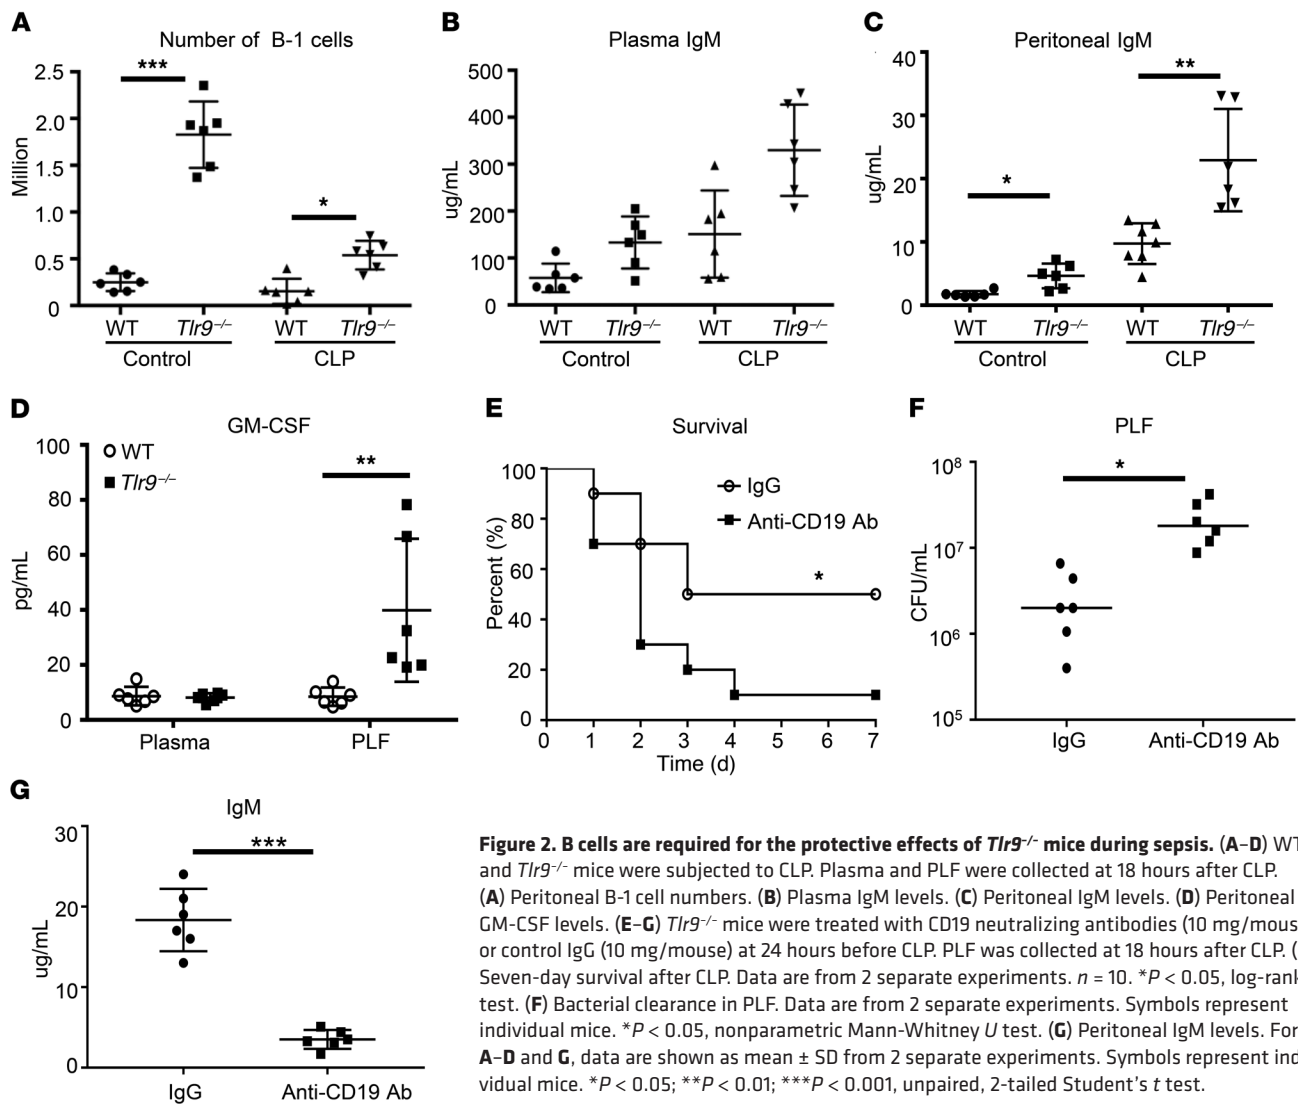 A
Number of B-1 cells
***
*
2.5
2.0
1.5
1.0
0.5
0
Million
WT
Tlr9–/–
WT
Tlr9–/–
Control
CLP
B
Plasma IgM
500
400
300
200
100
0
ug/mL
WT
Tlr9–/–
WT
Tlr9–/–
Control
CLP
C
Peritoneal IgM
*
**
40
30
20
10
0
ug/mL
WT
Tlr9–/–
WT
Tlr9–/–
Control
CLP
D
GM-CSF
WT
Tlr9–/–
**
100
80
60
40
20
0
pg/mL
Plasma
PLF
E
Survival
IgG
Anti-CD19 Ab
*
100
80
60
40
20
0
Percent (%)
0 1 2 3 4 5 6 7
Time (d)
F
PLF
*
10^8
10^7
10^6
10^5
CFU/mL
IgG
Anti-CD19 Ab
G
IgM
***
30
20
10
0
ug/mL
IgG
Anti-CD19 Ab
Figure 2. B cells are required for the protective effects of Tlr9–/– mice during sepsis. (A–D) WT
and Tlr9–/– mice were subjected to CLP. Plasma and PLF were collected at 18 hours after CLP.
(A) Peritoneal B-1 cell numbers. (B) Plasma IgM levels. (C) Peritoneal IgM levels. (D) Peritoneal
GM-CSF levels. (E–G) Tlr9–/– mice were treated with CD19 neutralizing antibodies (10 mg/mous
or control IgG (10 mg/mouse) at 24 hours before CLP. PLF was collected at 18 hours after CLP. (
Seven-day survival after CLP. Data are from 2 separate experiments. n = 10. *P < 0.05, log-rank
test. (F) Bacterial clearance in PLF. Data are from 2 separate experiments. Symbols represent
individual mice. *P < 0.05, nonparametric Mann-Whitney U test. (G) Peritoneal IgM levels. For
A–D and G, data are shown as mean ± SD from 2 separate experiments. Symbols represent ind
vidual mice. *P < 0.05; **P < 0.01; ***P < 0.001, unpaired, 2-tailed Student's t test.